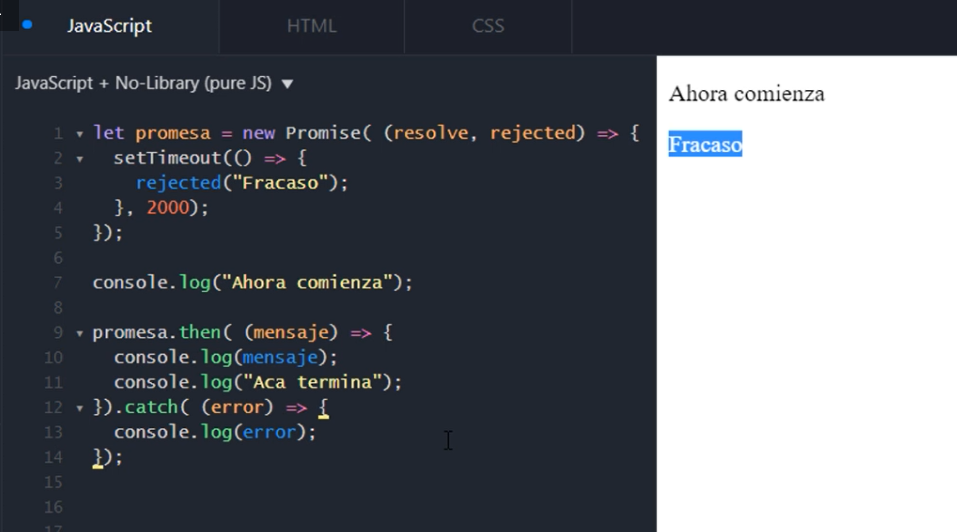 JavaScript
HTML
CSS
JavaScript + No-Library (pure JS) ▼
1 let promesa = new Promise( (resolve, rejected) => {
2 setTimeout(() => {
3 rejected("Fracaso");
4 }, 2000);
5 });
6
7 console.log("Ahora comienza");
8
9 promesa.then( (mensaje) => {
10 console.log(mensaje);
11 console.log("Aca termina");
12 }).catch( (error) => {
13 console.log(error);
14 });
15
16
17
Ahora comienza
Fracaso